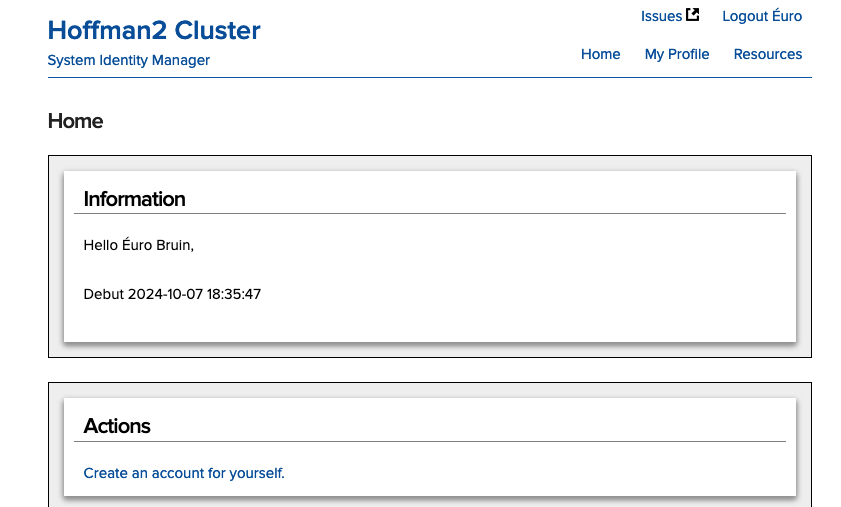 Hoffman2 Cluster
System Identity Manager
Issues
Logout Éuro
Home
My Profile
Resources
Home
Information
Hello Éuro Bruin,
Debut 2024-10-07 18:35:47
Actions
Create an account for yourself.